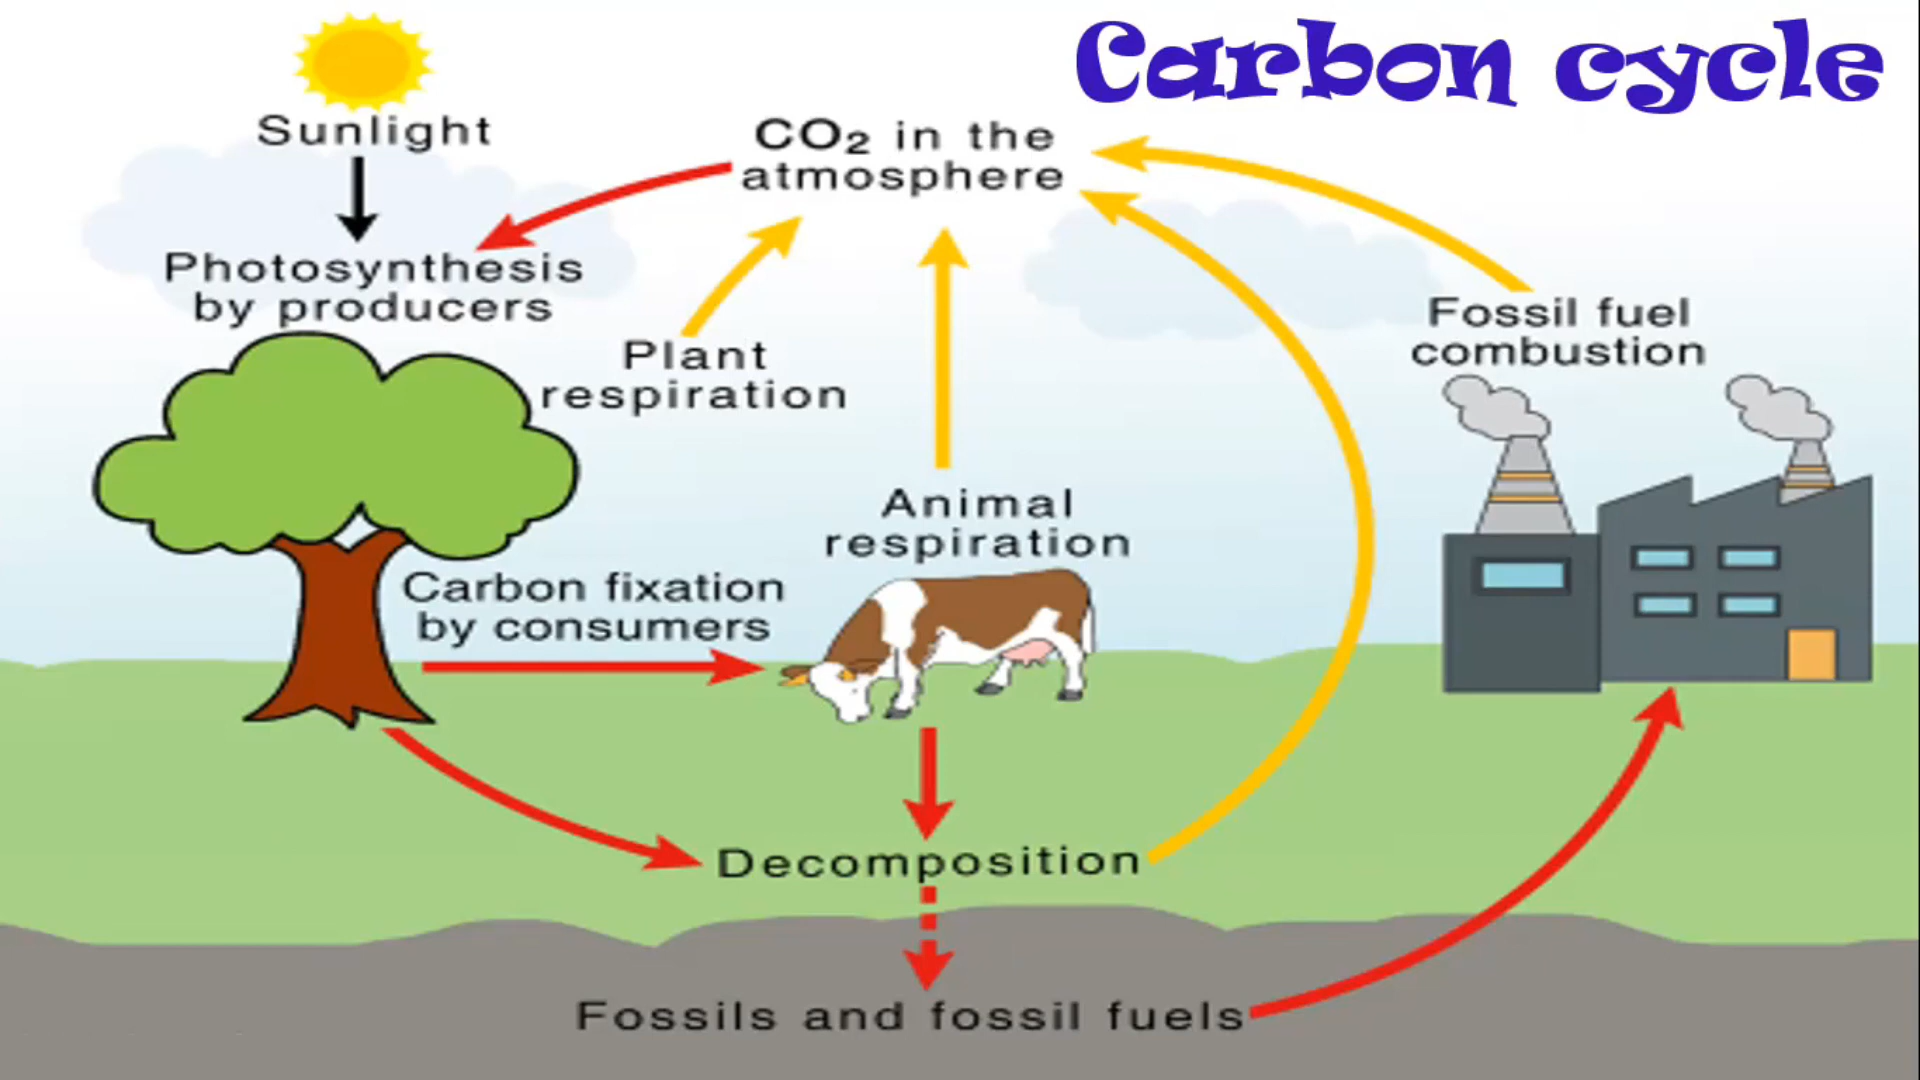 Carbon cycle
Sunlight
CO₂ in the
atmosphere
Photosynthesis
by producers
Plant
respiration
Fossil fuel
combustion
Animal
respiration
Carbon fixation
by consumers
Decomposition
Fossils and fossil fuels